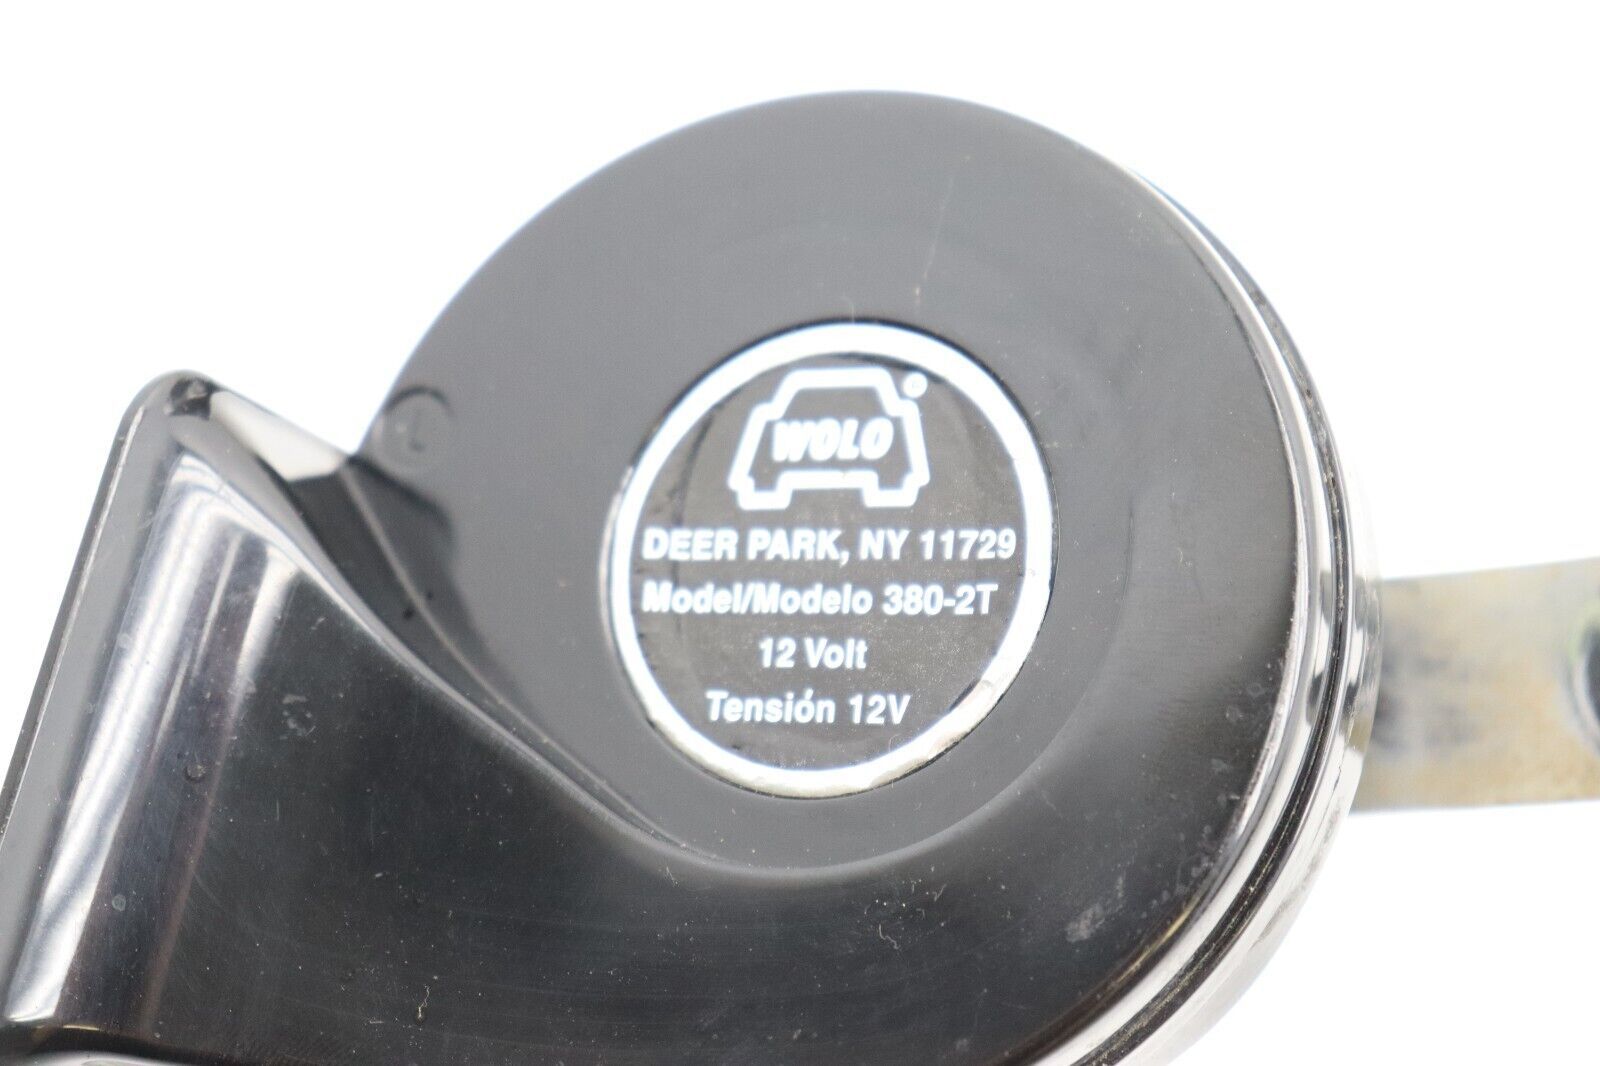 L
WOLO ©
DEER PARK, NY 11729
Model/Modelo 380-2T
12 Volt
Tensión 12V